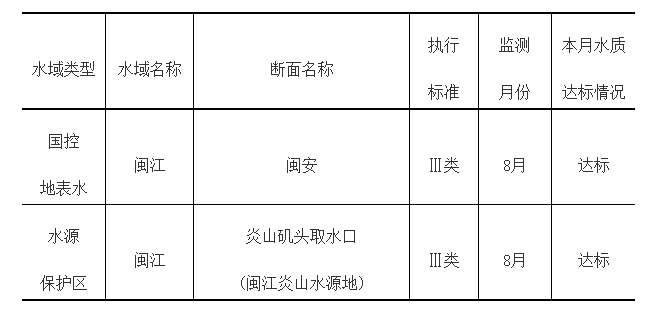 水域类型 水域名称 断面名称 执行标准 监测月份 本月水质达标情况
国控地表水 闽江 闽安 Ⅲ类 8月 达标
水源保护区 闽江 炎山矶头取水口(闽江炎山水源地) Ⅲ类 8月 达标